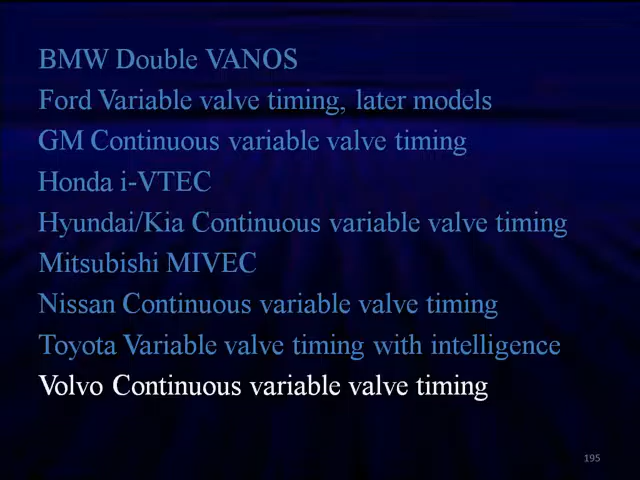 BMW Double VANOS
Ford Variable valve timing, later models
GM Continuous variable valve timing
Honda i-VTEC
Hyundai/Kia Continuous variable valve timing
Mitsubishi MIVEC
Nissan Continuous variable valve timing
Toyota Variable valve timing with intelligence
Volvo Continuous variable valve timing
195